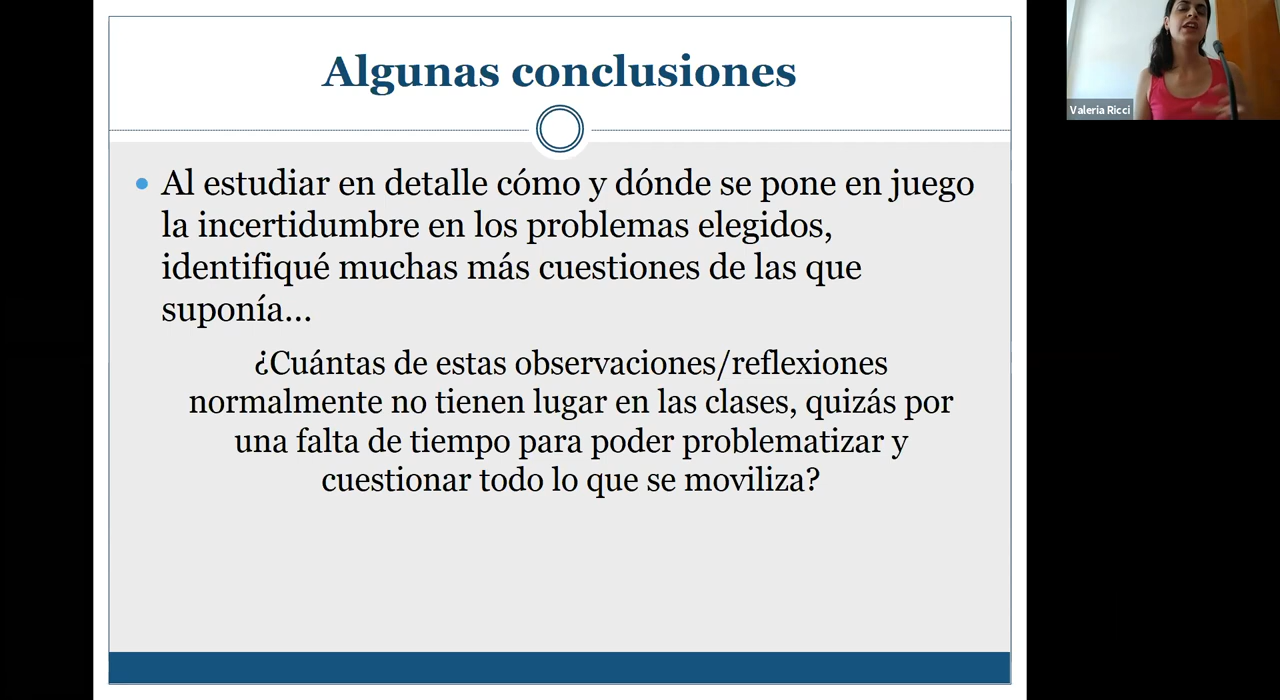 Algunas conclusiones
Valeria Ricci
Al estudiar en detalle cómo y dónde se pone en juego
la incertidumbre en los problemas elegidos,
identifiqué muchas más cuestiones de las que
suponía...
¿Cuántas de estas observaciones/reflexiones
normalmente no tienen lugar en las clases, quizás por
una falta de tiempo para poder problematizar y
cuestionar todo lo que se moviliza?